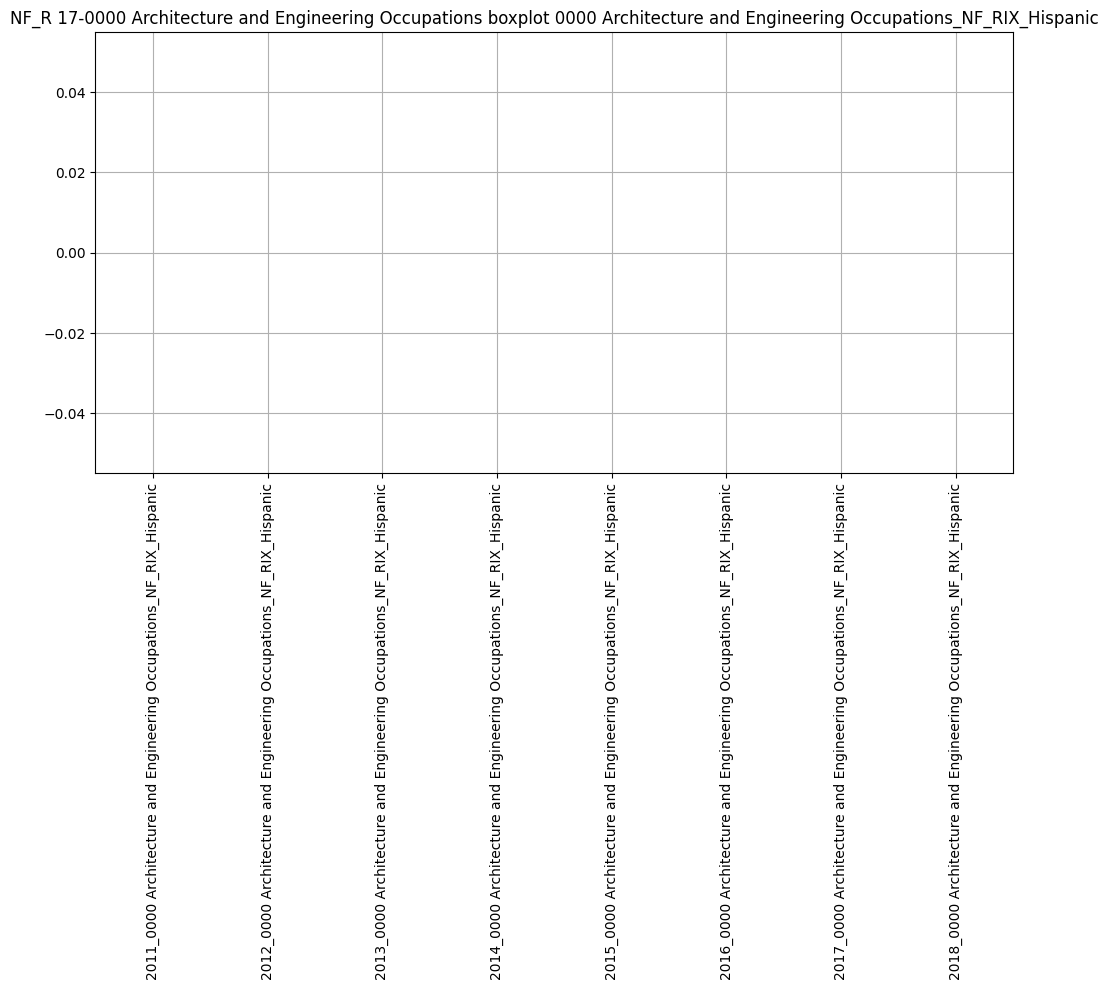 NF_R 17-0000 Architecture and Engineering Occupations boxplot 0000 Architecture and Engineering Occupations_NF_RIX_Hispanic
0.04
0.02
0.00
−0.02
−0.04
2011_0000 Architecture and Engineering Occupations_NF_RIX_Hispanic
2012_0000 Architecture and Engineering Occupations_NF_RIX_Hispanic
2013_0000 Architecture and Engineering Occupations_NF_RIX_Hispanic
2014_0000 Architecture and Engineering Occupations_NF_RIX_Hispanic
2015_0000 Architecture and Engineering Occupations_NF_RIX_Hispanic
2016_0000 Architecture and Engineering Occupations_NF_RIX_Hispanic
2017_0000 Architecture and Engineering Occupations_NF_RIX_Hispanic
2018_0000 Architecture and Engineering Occupations_NF_RIX_Hispanic